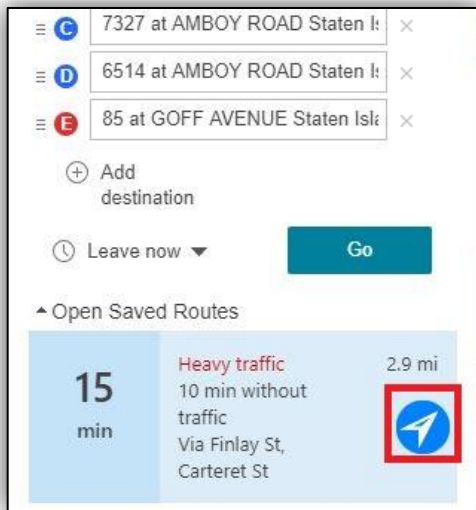 C 7327 at AMBOY ROAD Staten I
D 6514 at AMBOY ROAD Staten I
E 85 at GOFF AVENUE Staten Isla
Add
destination
Leave now Go
Open Saved Routes
15
min
Heavy traffic 2.9 mi
10 min without
traffic
Via Finlay St,
Carteret St